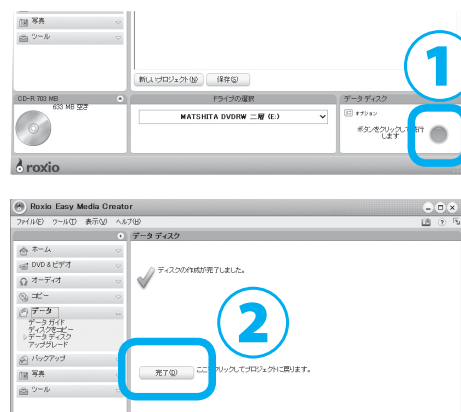 写真
ツール
新しいプロジェクト(N)
保存(S)
1
CD-R 703 MB
ドライブの選択
データ ディスク
633 MB 空き
MATSHITA DVDRW 二層 (E:)
オプション
ボタンをクリックして実行
します
roxio
Roxio Easy Media Creator
ファイル(F) ツール(T) 表示(V) ヘルプ(H)
データ ディスク
ホーム
DVD & ビデオ
ディスクの作成が完了しました。
オーディオ
コピー
データ
データ ガイド
ディスクをコピー
データ ディスク
アップグレード
2
バックアップ
完了(D)
ここをクリックしてプロジェクトに戻ります。
写真
ツール